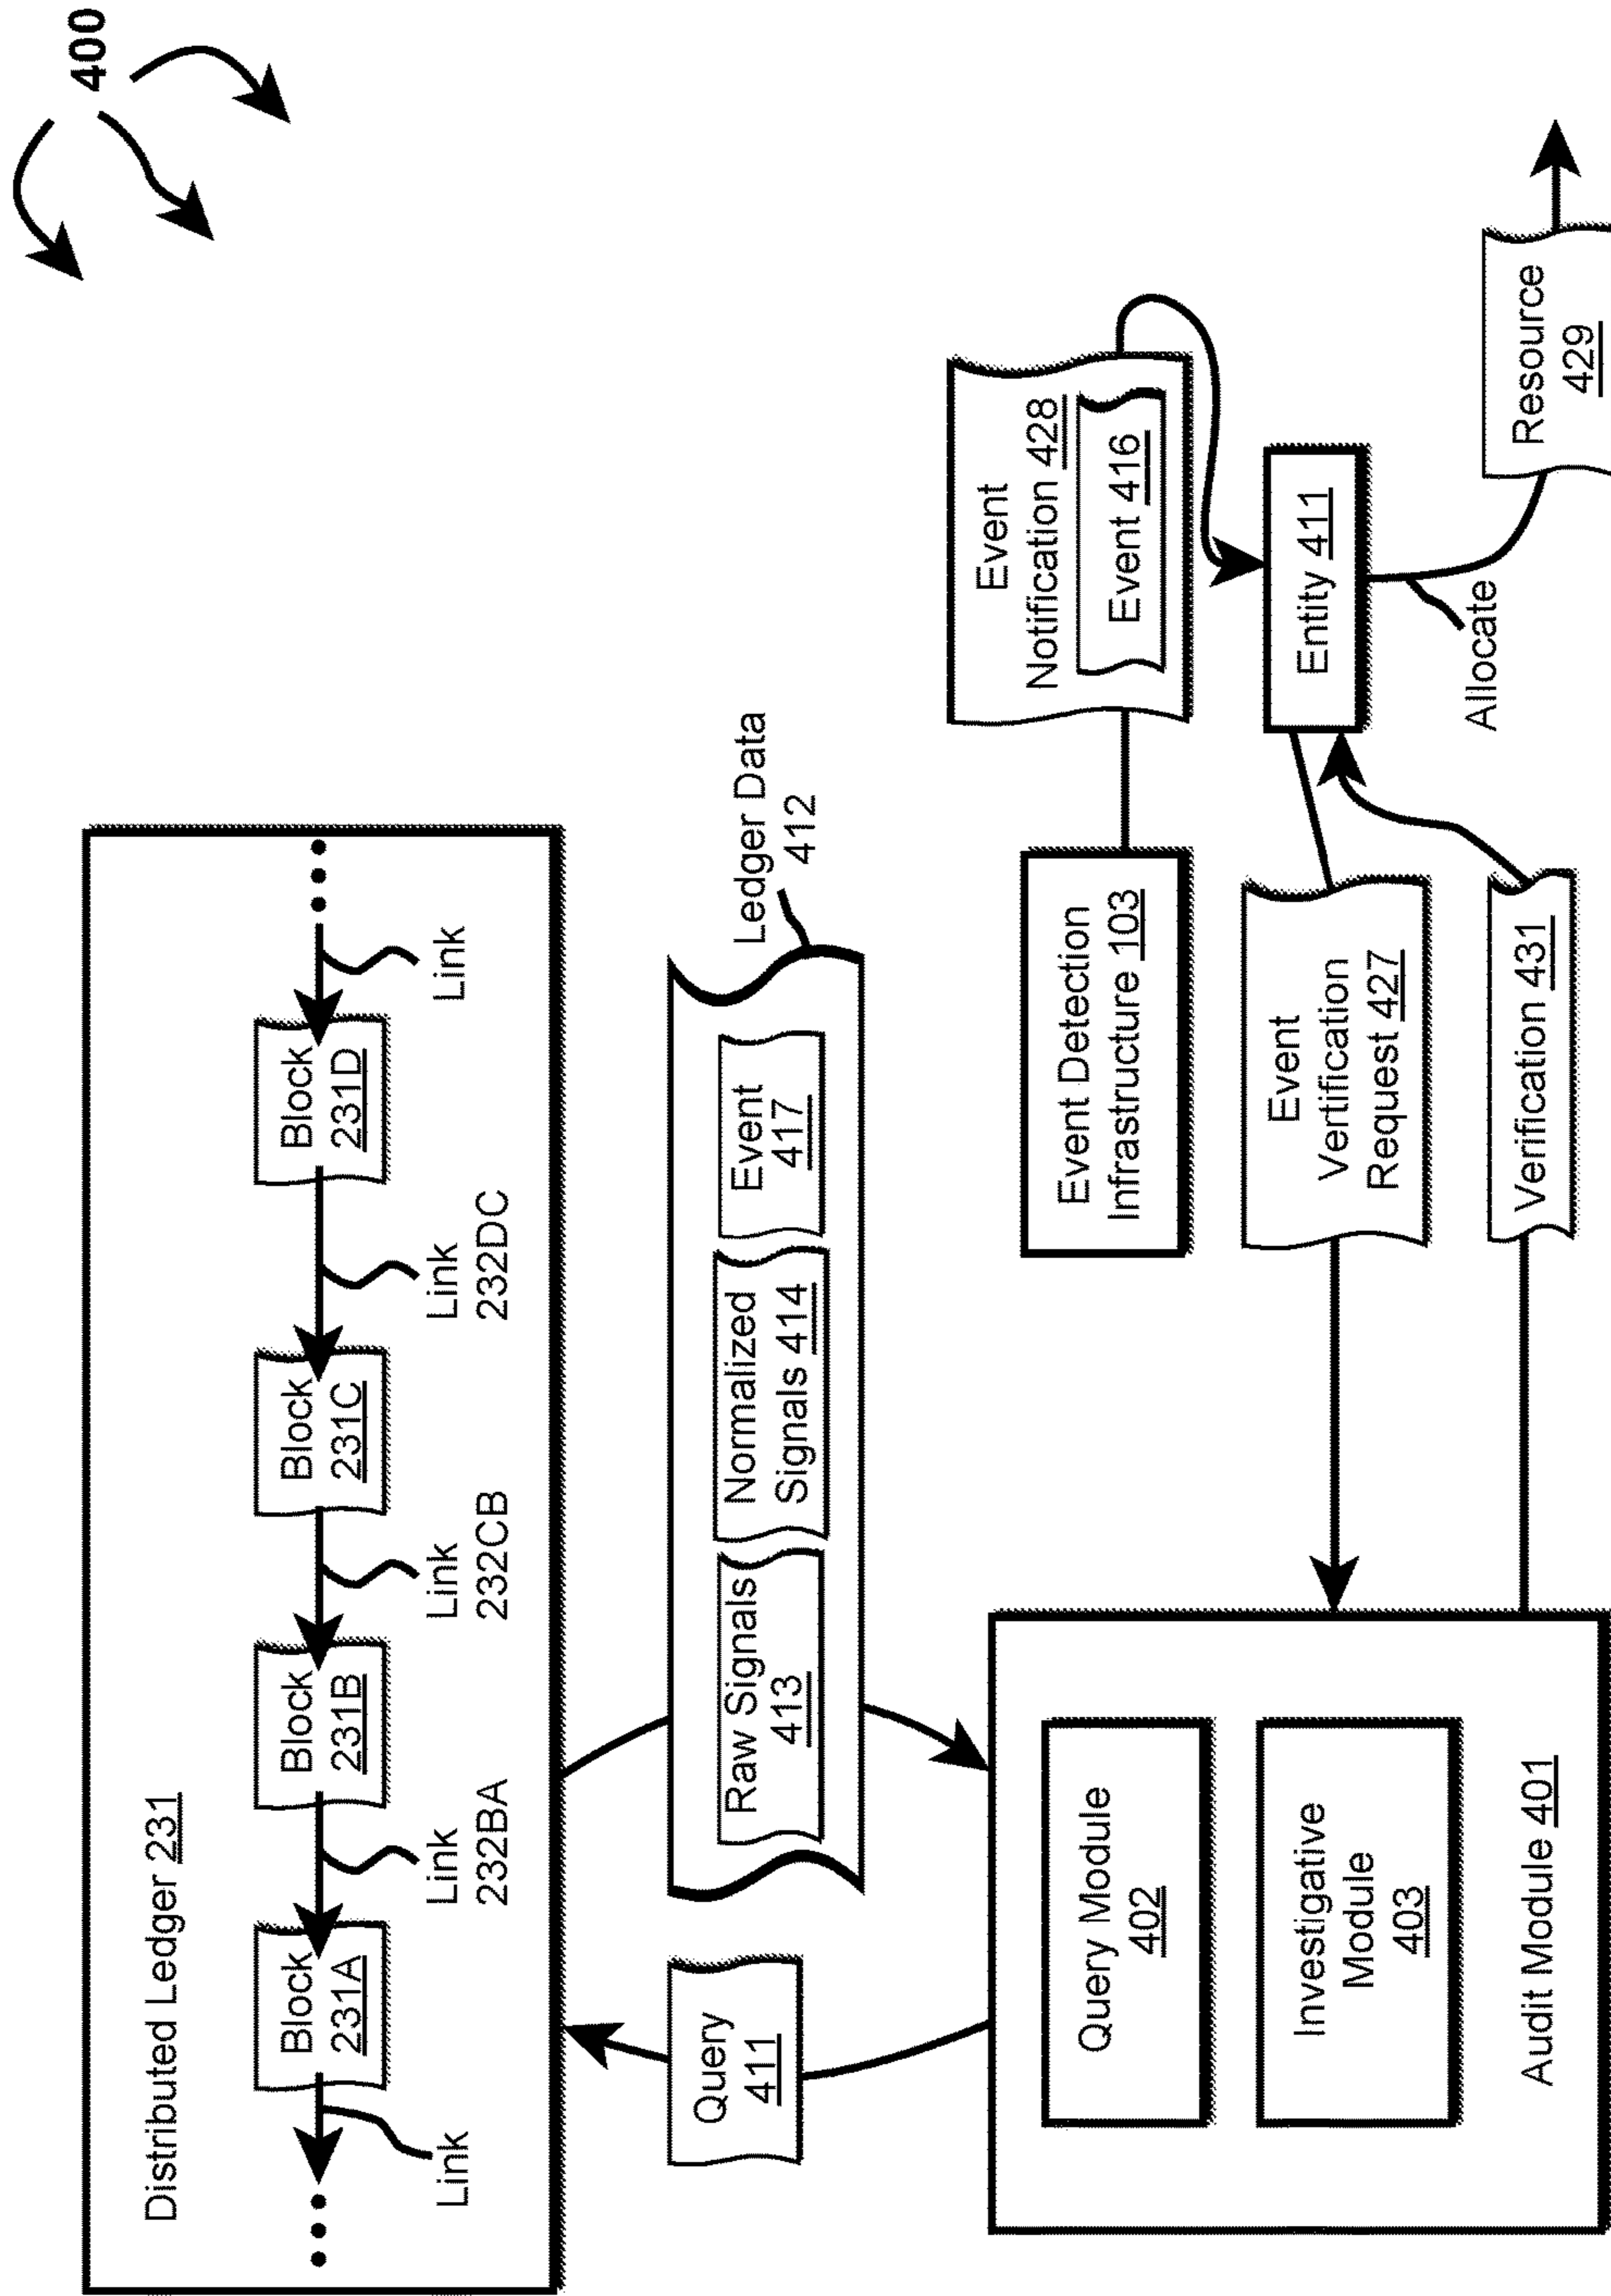 400
Distributed Ledger 231
Block
231A
Block
231B
Block
231C
Block
231D
Link
Link
232BA
Link
232CB
Link
232DC
Link
Query
411
Raw Signals
413
Normalized
Signals 414
Event
417
Ledger Data
412
Query Module
402
Investigative
Module
403
Audit Module 401
Event Detection
Infrastructure 103
Event
Notification 428
Event 416
Event
Vertification
Request 427
Verification 431
Entity 411
Allocate
Resource
429